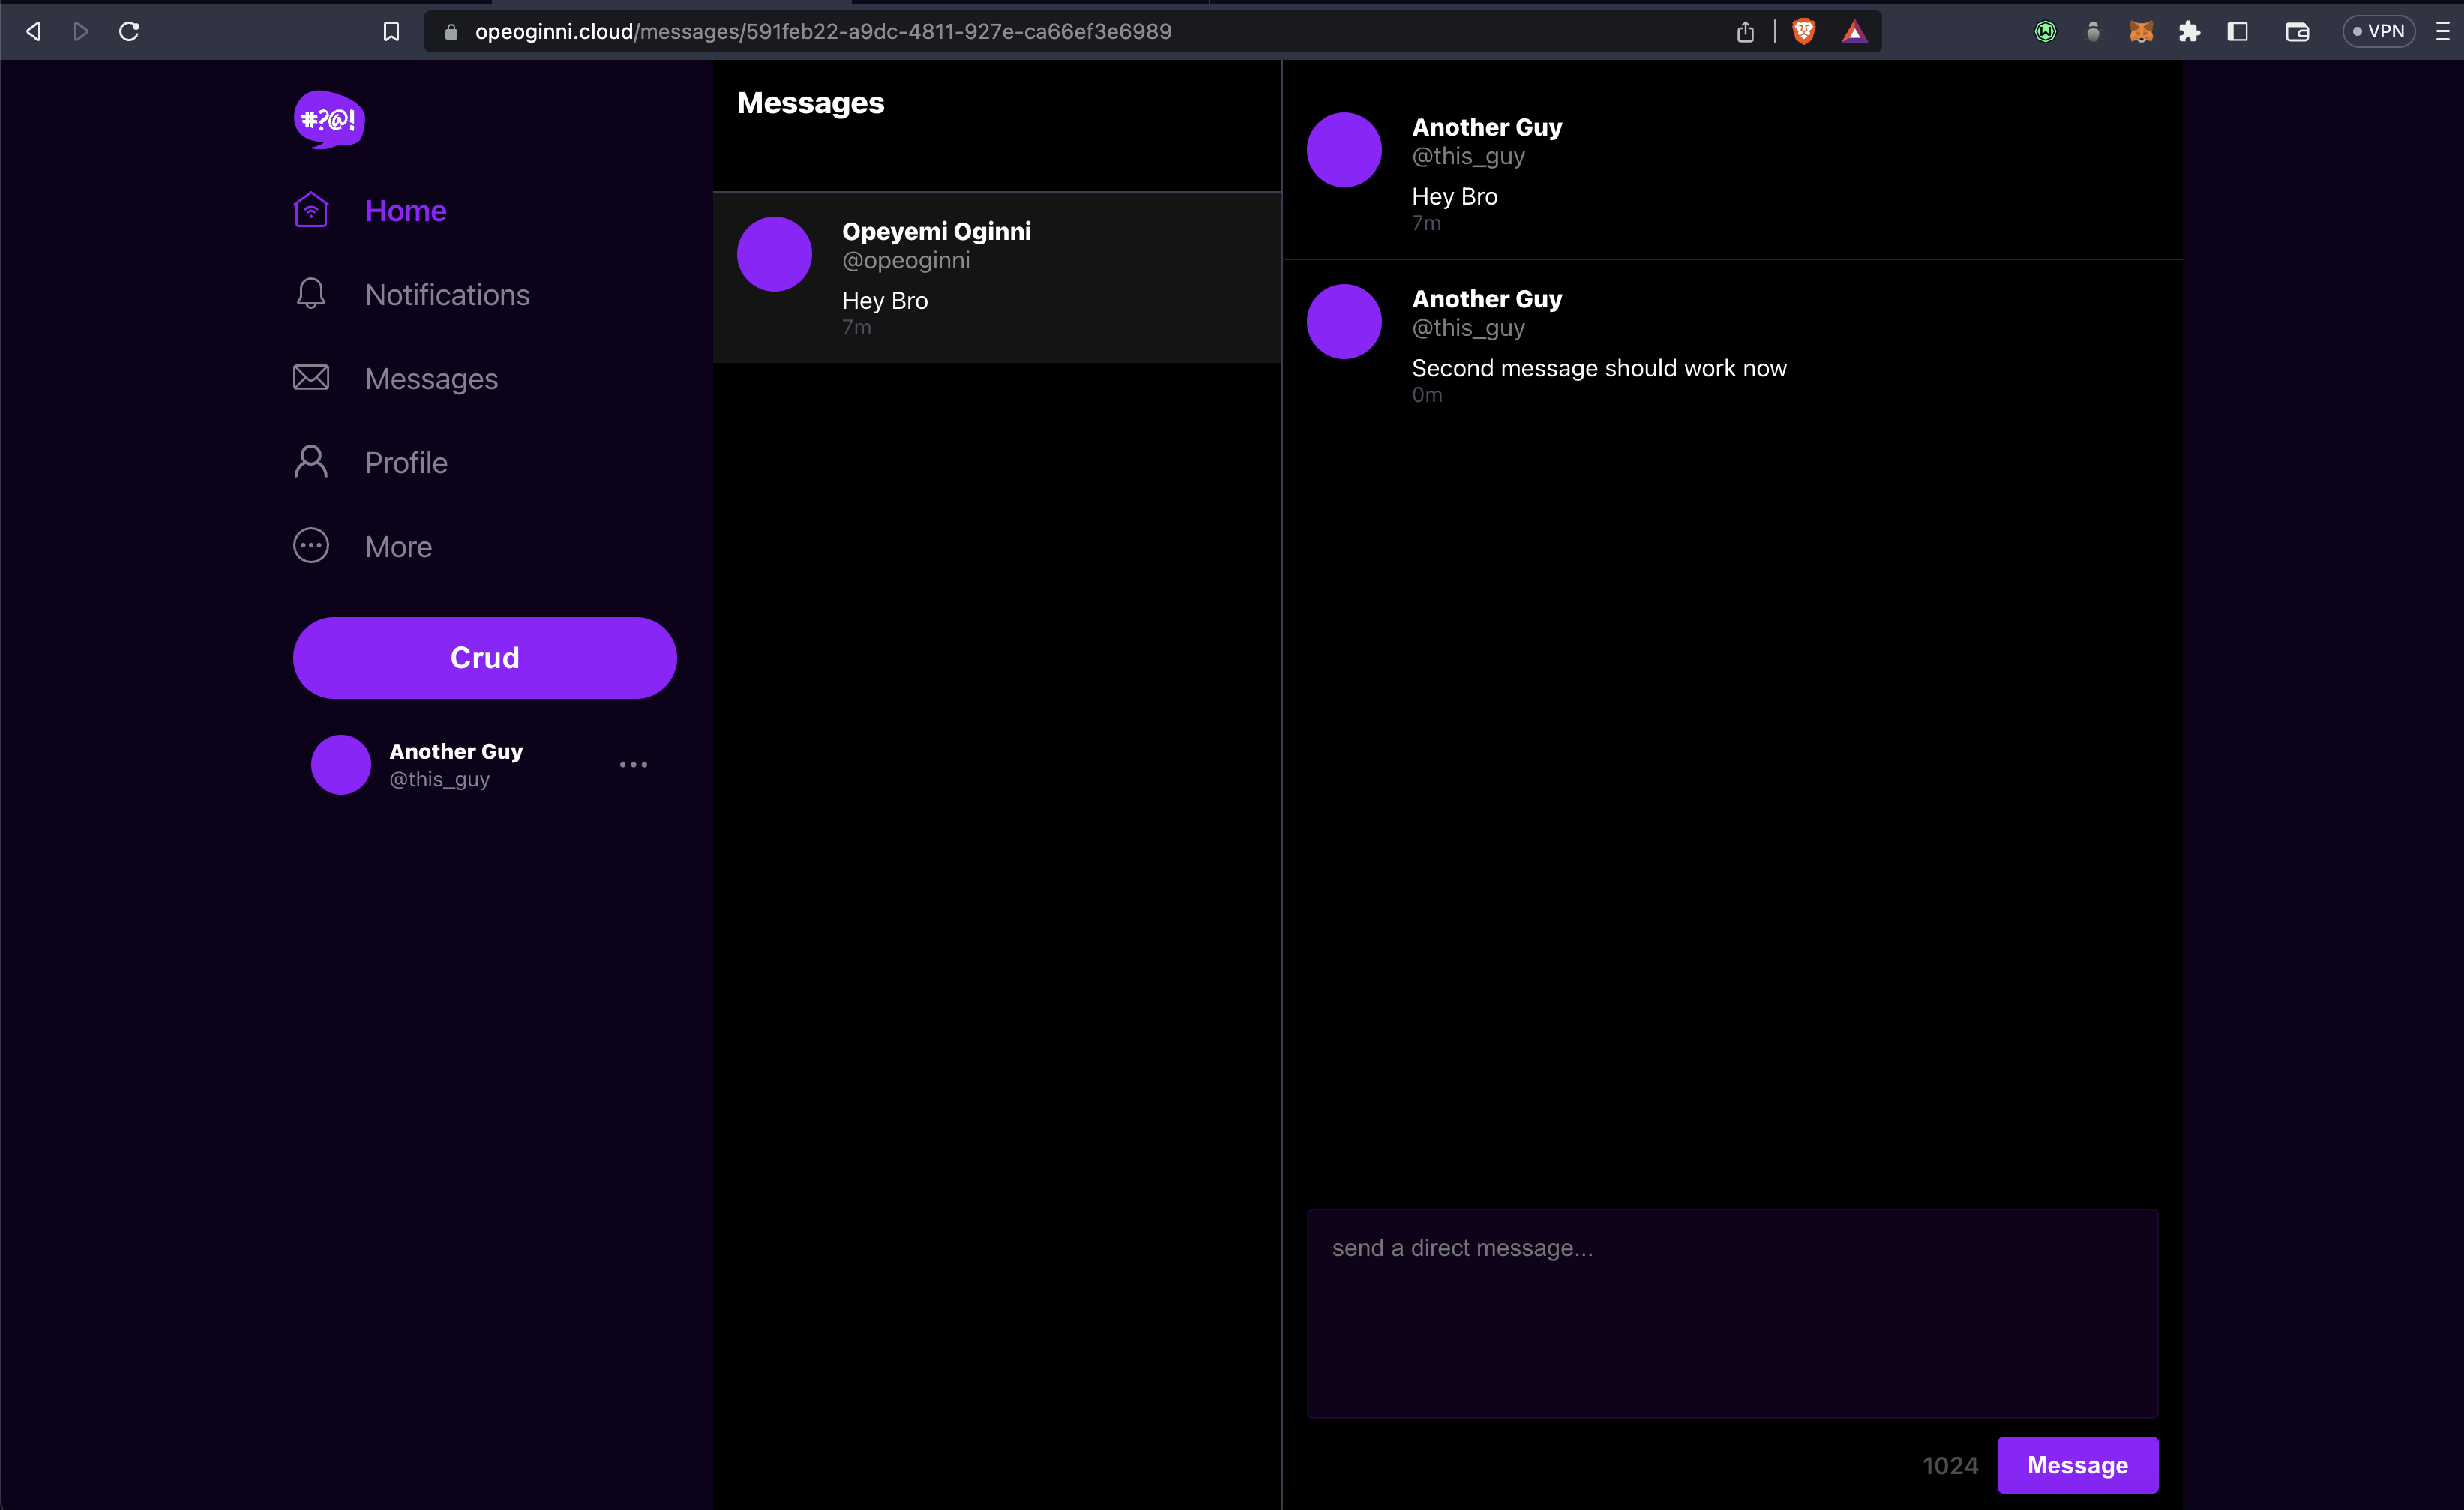 opeoginni.cloud/messages/591feb22-a9dc-4811-927e-ca66ef3e6989
VPN
#?@!
Home
Notifications
Messages
Profile
More
Crud
Another Guy
@this_guy
Messages
Opeyemi Oginni
@opeoginni
Hey Bro
7m
Another Guy
@this_guy
Hey Bro
7m
Another Guy
@this_guy
Second message should work now
0m
send a direct message...
1024
Message